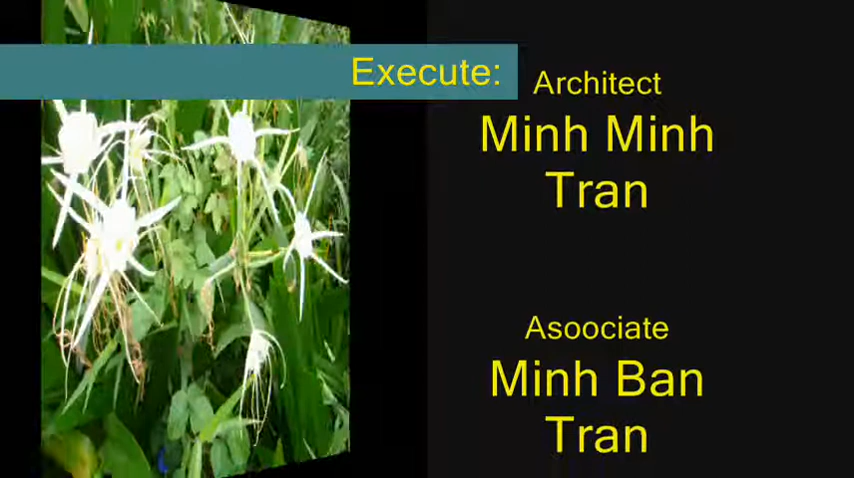 Execute:
Architect
Minh Minh
Tran
Asoociate
Minh Ban
Tran